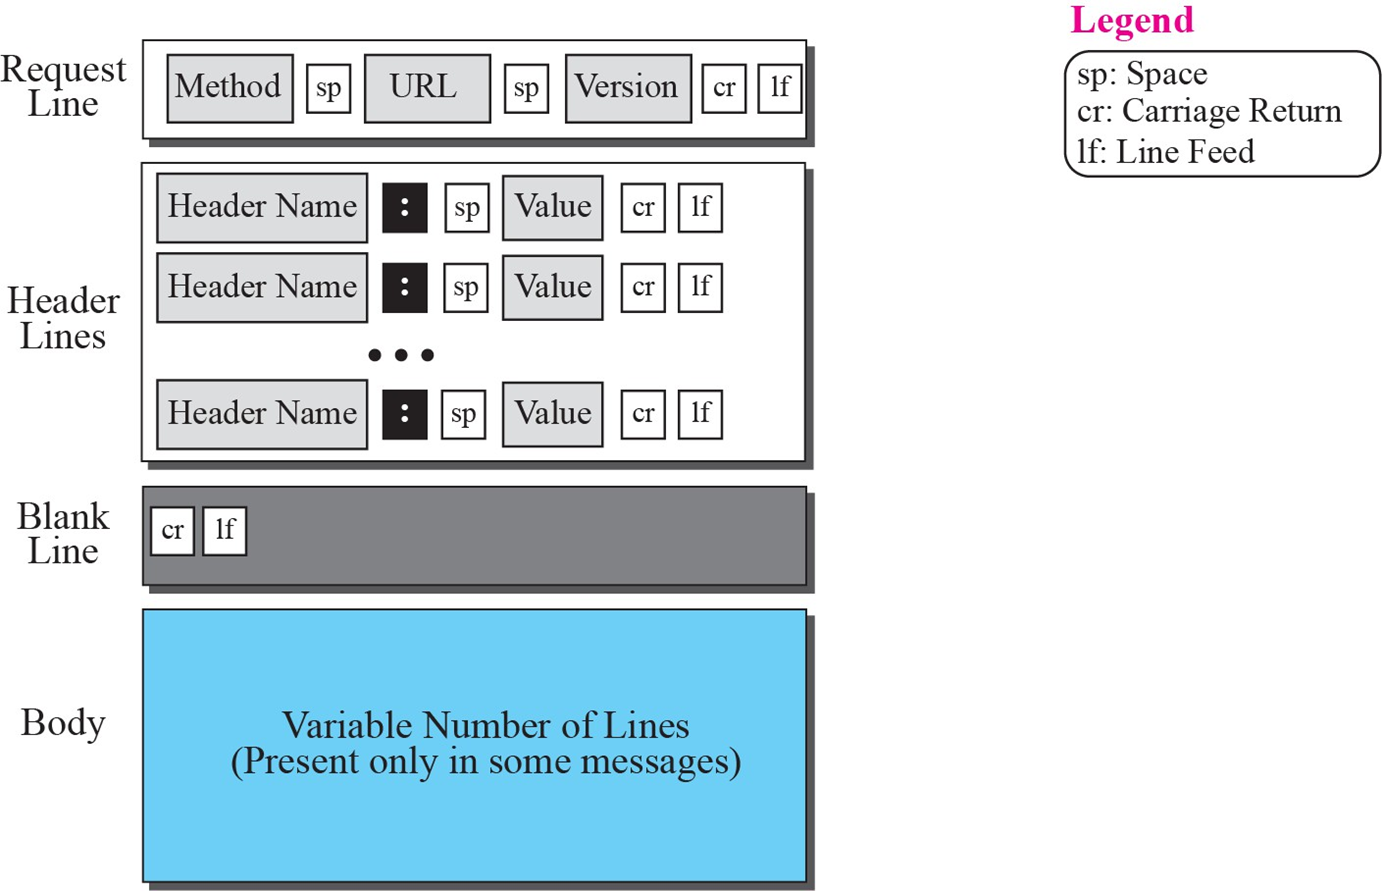 Legend
sp: Space
cr: Carriage Return
lf: Line Feed
Request
Line
Method sp URL sp Version cr lf
Header
Lines
Header Name : sp Value cr lf
Header Name : sp Value cr lf
• • •
Header Name : sp Value cr lf
Blank
Line
cr lf
Body
Variable Number of Lines
(Present only in some messages)